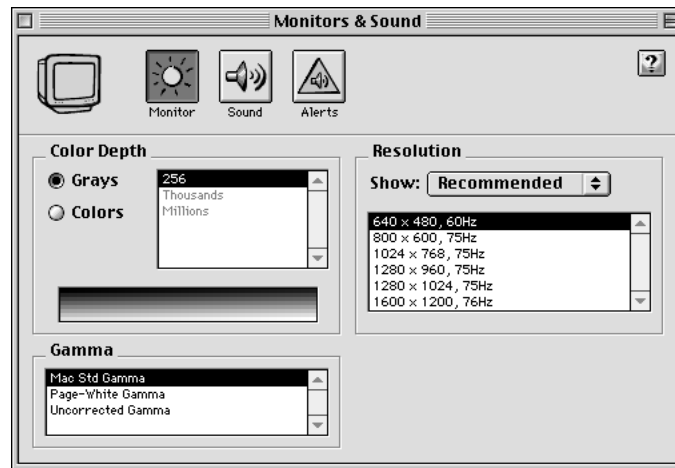 Monitors & Sound
Monitor
Sound
Alerts
?
Color Depth
Grays
Colors
256
Thousands
Millions
Resolution
Show: Recommended
640 x 480, 60Hz
800 x 600, 75Hz
1024 x 768, 75Hz
1280 x 960, 75Hz
1280 x 1024, 75Hz
1600 x 1200, 76Hz
Gamma
Mac Std Gamma
Page-White Gamma
Uncorrected Gamma